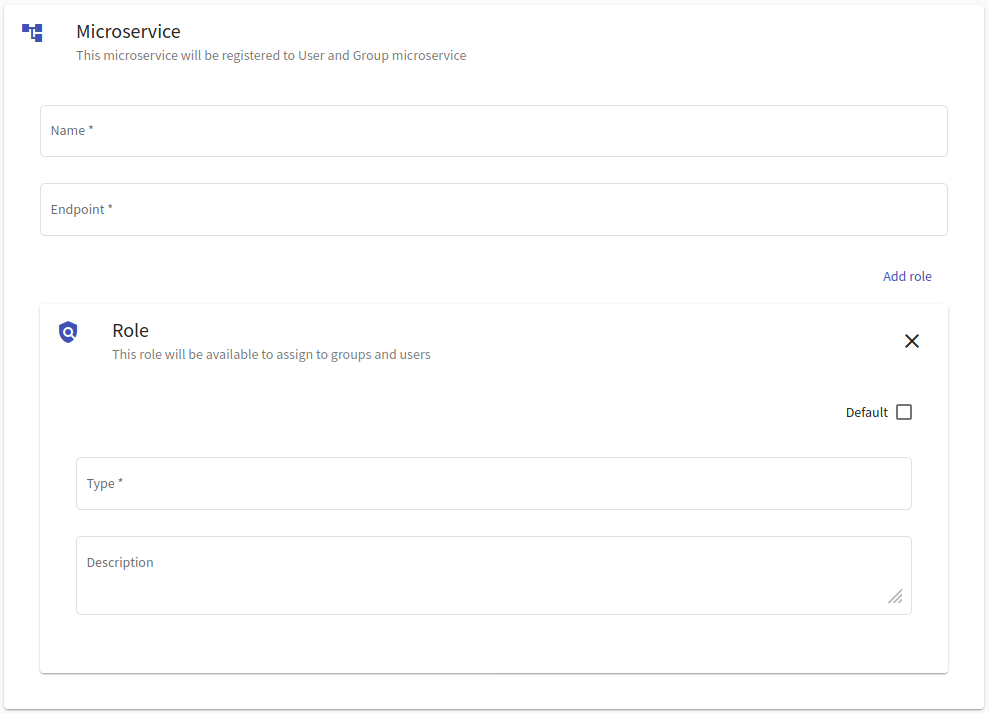 Microservice
This microservice will be registered to User and Group microservice
Name *
Endpoint *
Add role
Role
This role will be available to assign to groups and users
Default
Type *
Description